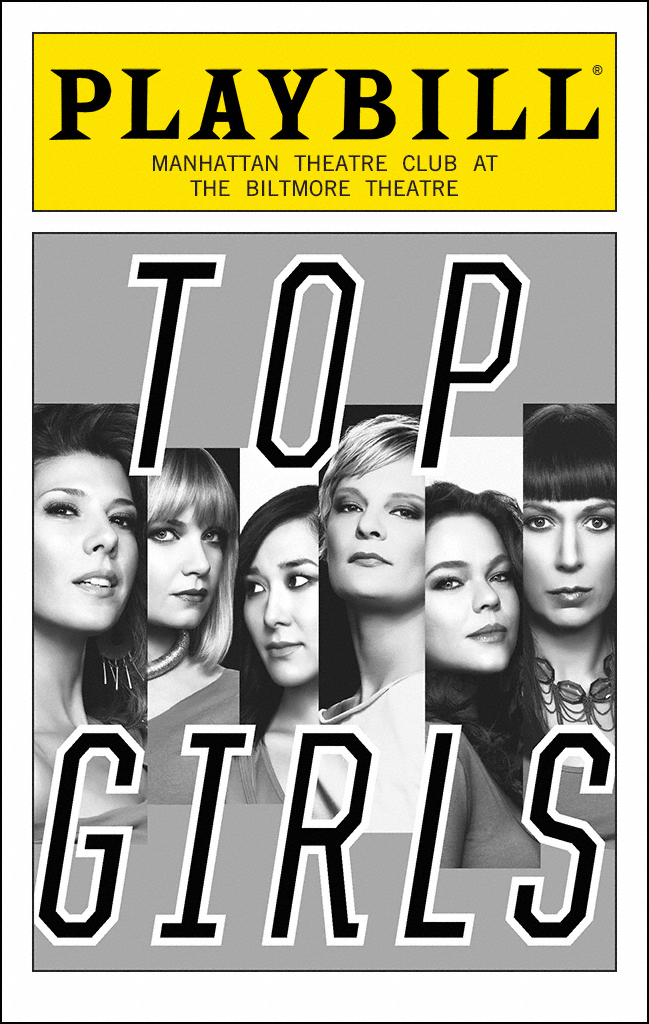 PLAYBILL®
MANHATTAN THEATRE CLUB AT
THE BILTMORE THEATRE
TOP
GIRLS